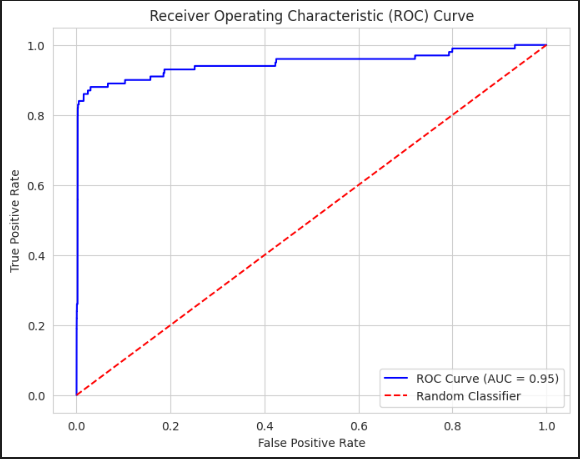 Receiver Operating Characteristic (ROC) Curve
1.0
0.8
0.6
0.4
0.2
0.0
True Positive Rate
0.0 0.2 0.4 0.6 0.8 1.0
False Positive Rate
ROC Curve (AUC = 0.95)
Random Classifier